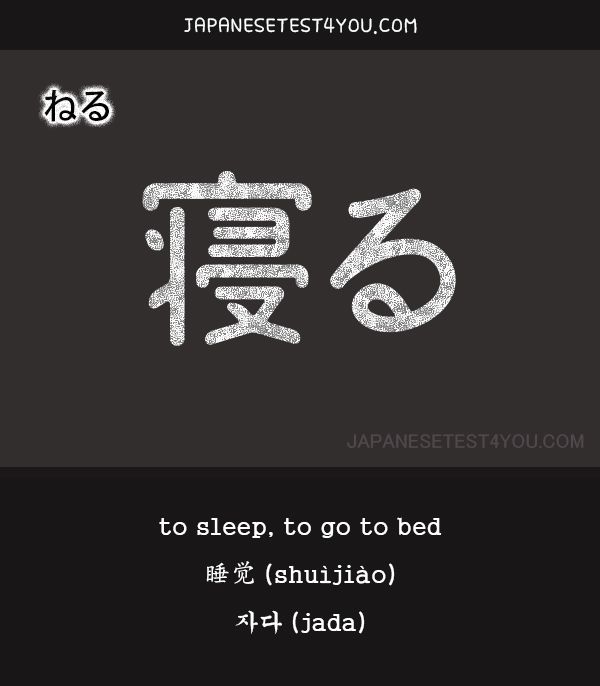 JAPANESETEST4YOU.COM
ねる
寝る
JAPANESETEST4YOU.COM
to sleep, to go to bed
睡觉 (shuìjiào)
자다 (jada)